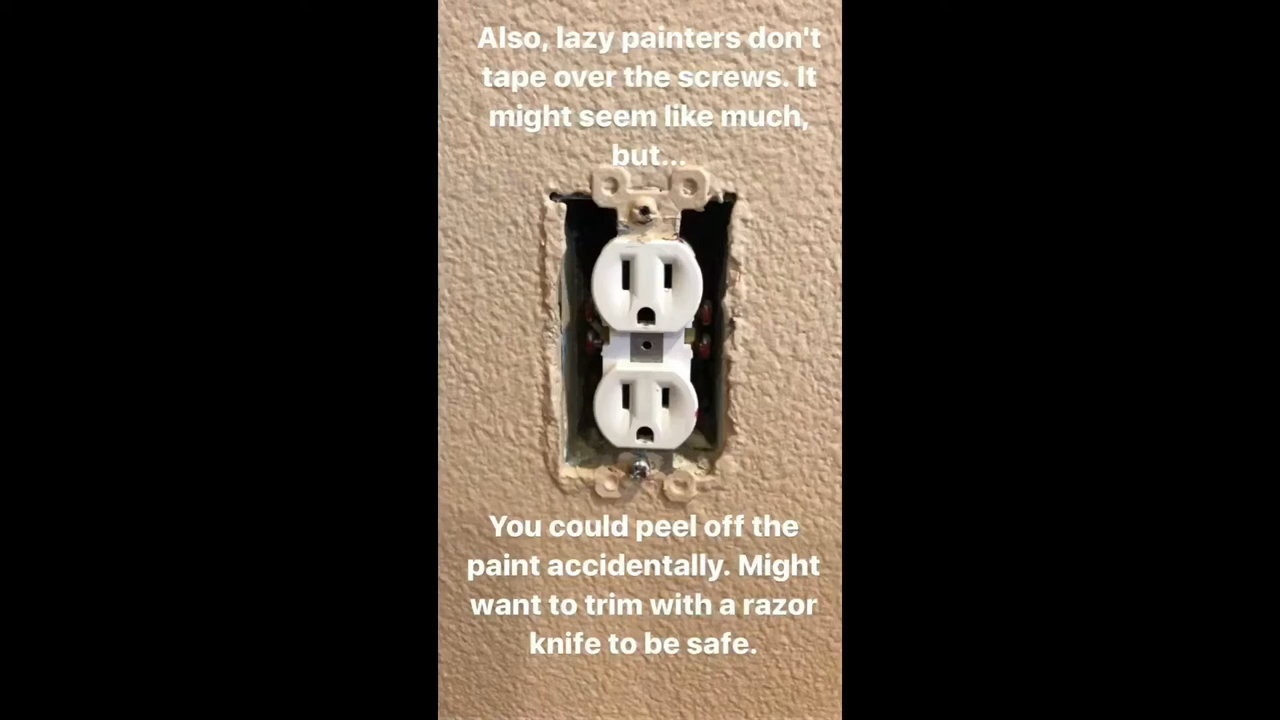 Also, lazy painters don't
tape over the screws. It
might seem like much,
but...
You could peel off the
paint accidentally. Might
want to trim with a razor
knife to be safe.